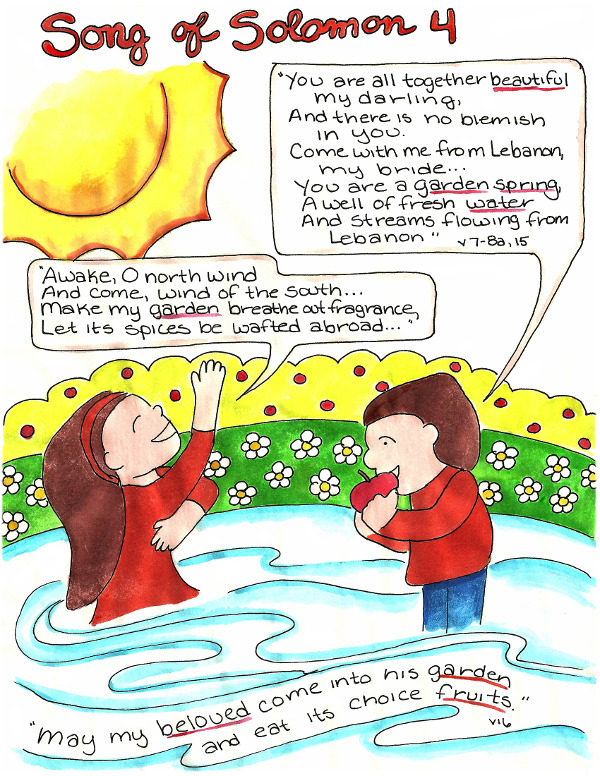 Song of Solomon 4
"You are all together beautiful
my darling,
And there is no blemish
in you.
Come with me from Lebanon,
my bride...
You are a garden spring,
A well of fresh water
And streams flowing from
Lebanon" v7-8a, 15
"Awake, O north wind
And come, wind of the south...
Make my garden breathe out fragrance,
Let its spices be wafted abroad..."
"May my beloved come into his garden
and eat its choice fruits."
v16